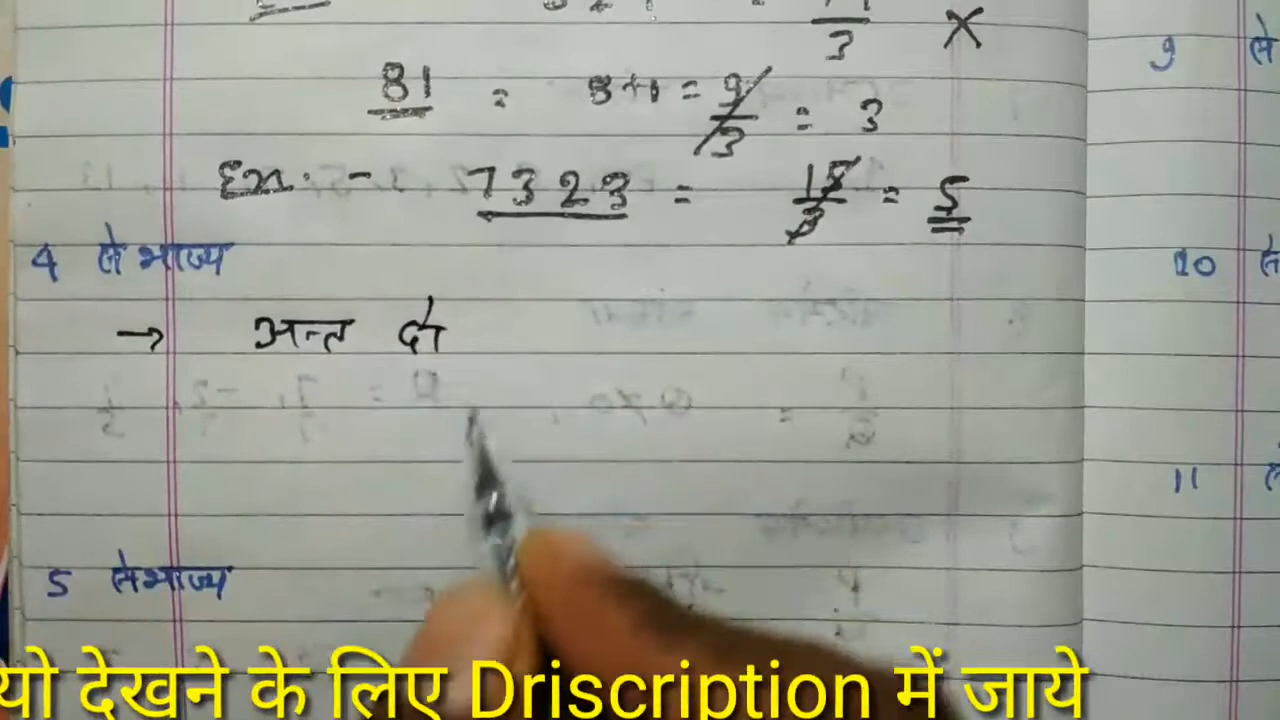 3 ×
81 = 8+1 = 9/3 = 3
Ex. :- 7323 = 15/3 = 5
4 से भाज्य
→ अन्त दो
5 से भाज्य
9 से
10 से
11 से
यो देखने के लिए Driscription में जाये